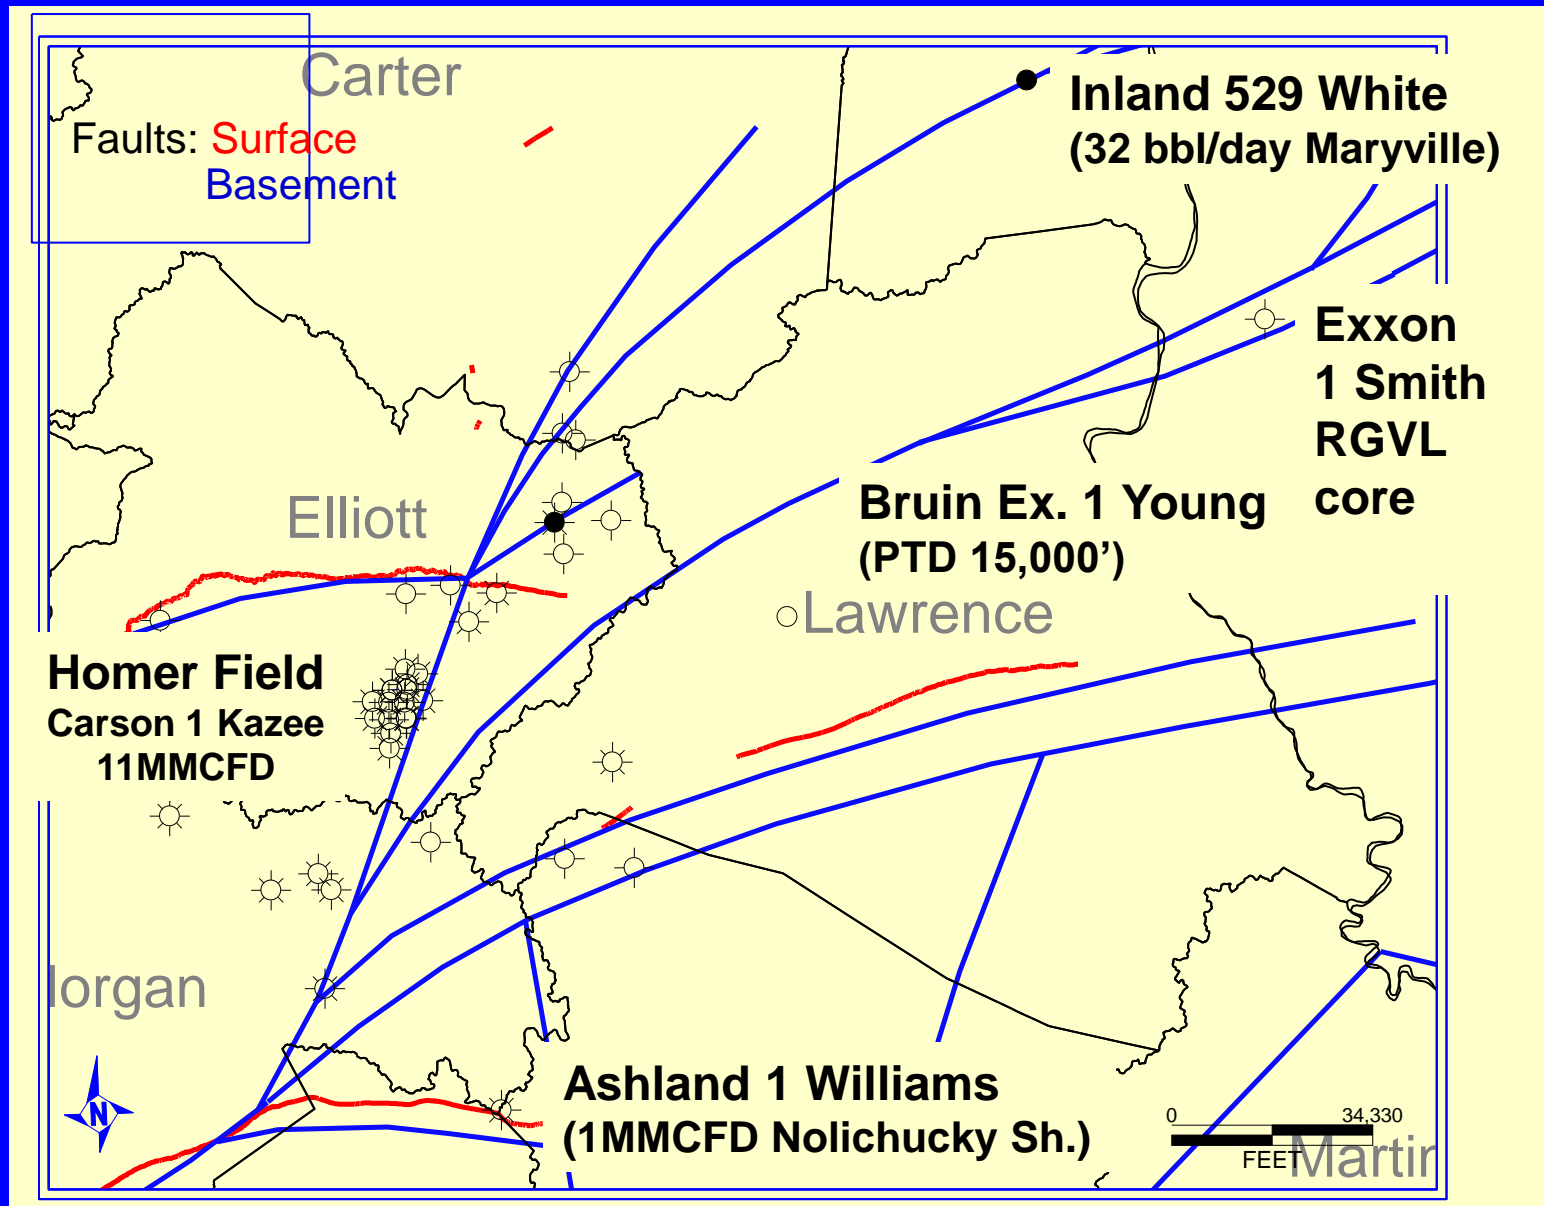 Carter
Faults: Surface
Basement
Inland 529 White
(32 bbl/day Maryville)
Exxon
1 Smith
RGVL
core
Elliott
Bruin Ex. 1 Young
(PTD 15,000’)
Lawrence
Homer Field
Carson 1 Kazee
11MMCFD
lorgan
N
Ashland 1 Williams
(1MMCFD Nolichucky Sh.)
0 34,330
FEET
Martin